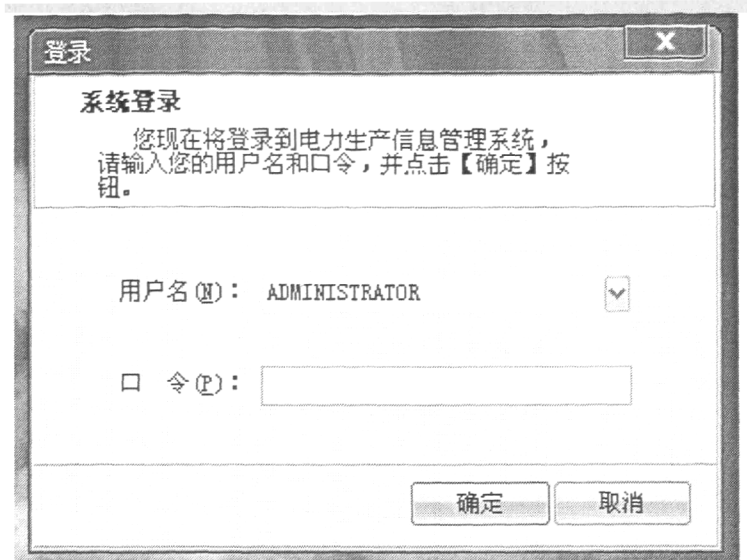 登录
系统登录
您现在将登录到电力生产信息管理系统，
请输入您的用户名和口令，并点击【确定】按
钮。
用户名(N)： ADMINISTRATOR
口 令(P)：
确定 取消